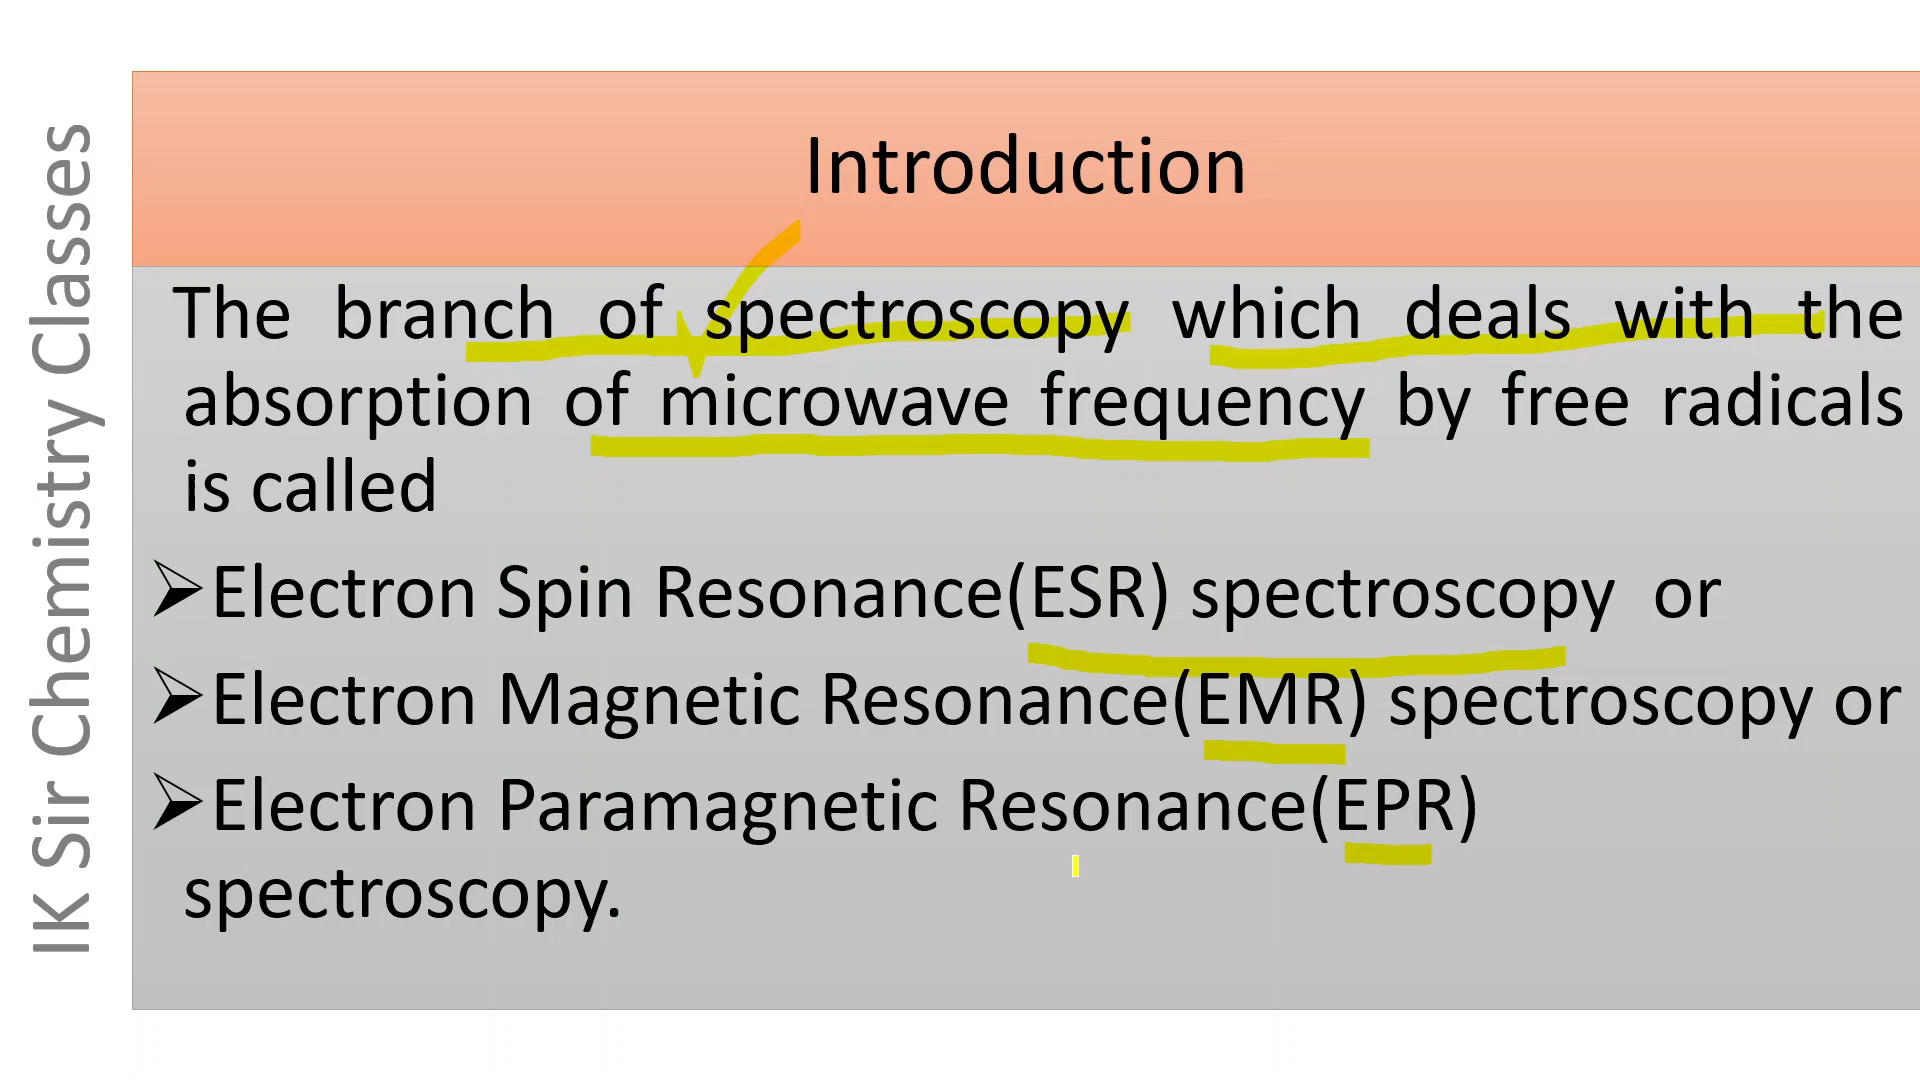 IK Sir Chemistry Classes
Introduction
The branch of spectroscopy which deals with the
absorption of microwave frequency by free radicals
is called
➢Electron Spin Resonance(ESR) spectroscopy or
➢Electron Magnetic Resonance(EMR) spectroscopy or
➢Electron Paramagnetic Resonance(EPR)
spectroscopy.